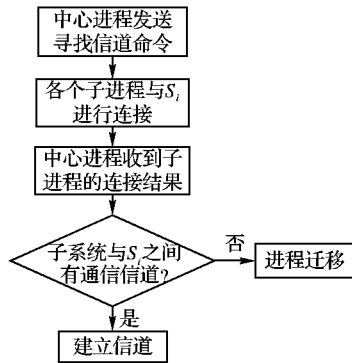 中心进程发送
寻找信道命令
各个子进程与Si
进行连接
中心进程收到子
进程的连接结果
子系统与Si之间
有通信信道?
否
进程迁移
是
建立信道